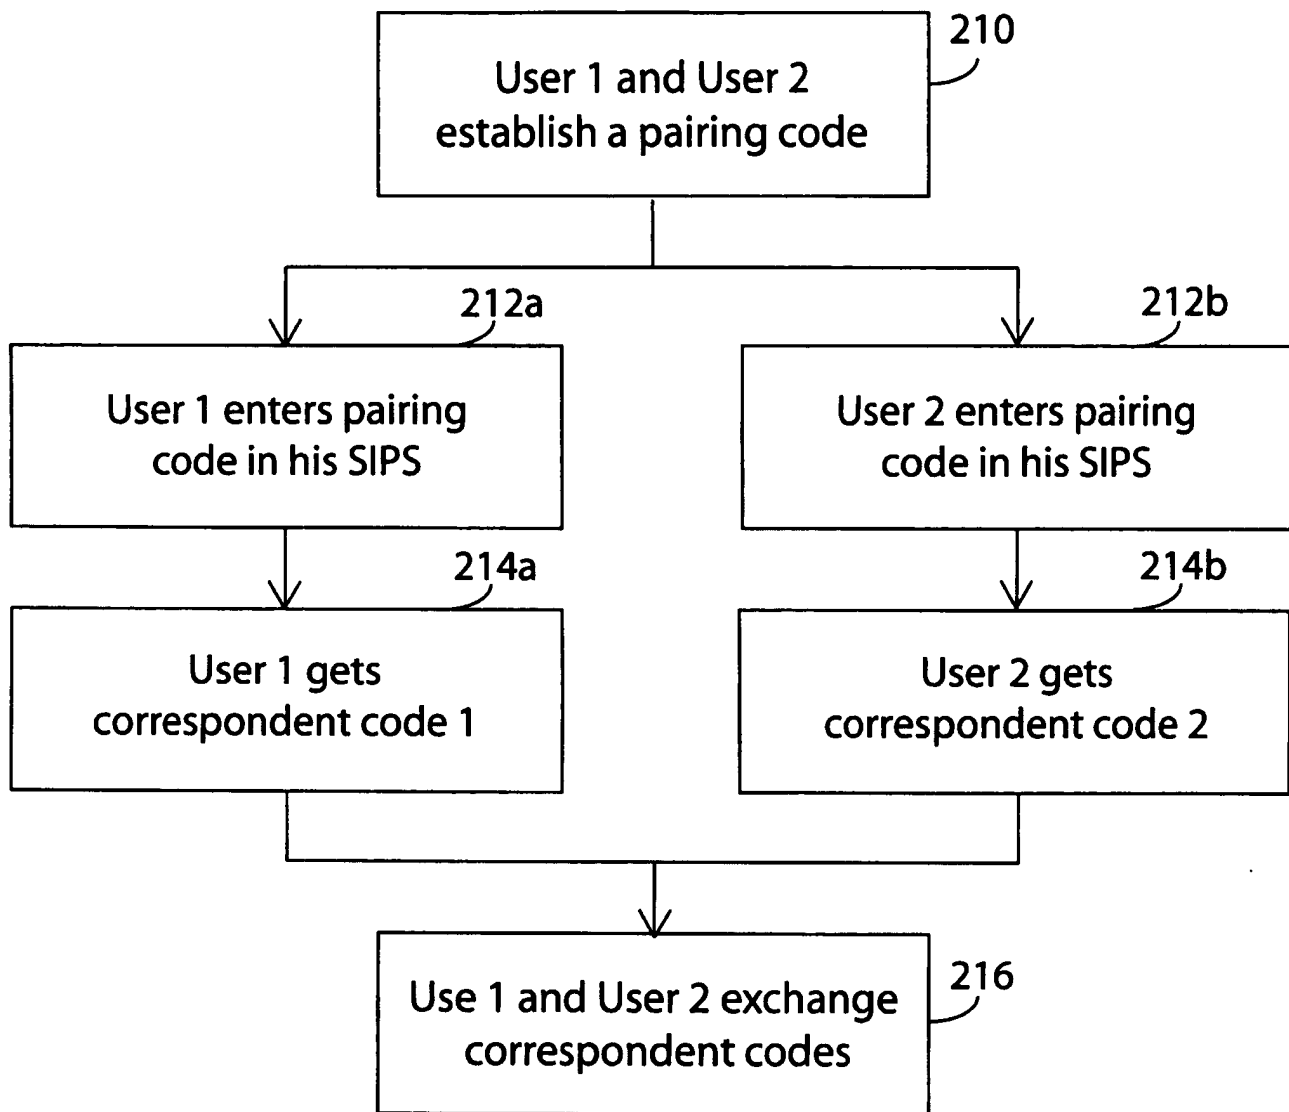 210
User 1 and User 2
establish a pairing code
212a
212b
User 1 enters pairing
code in his SIPS
User 2 enters pairing
code in his SIPS
214a
214b
User 1 gets
correspondent code 1
User 2 gets
correspondent code 2
216
Use 1 and User 2 exchange
correspondent codes